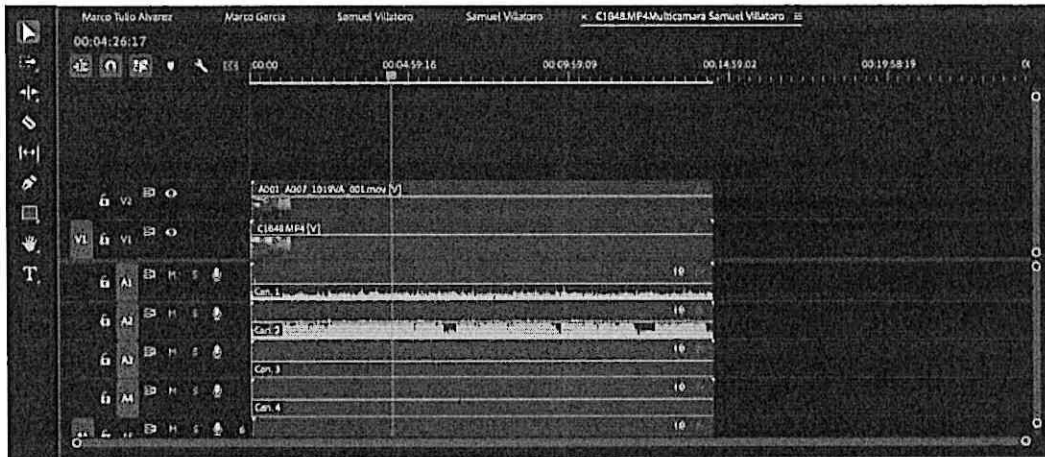 Marco Tulio Alvarez Marco Garcia Samuel Villatoro Samuel Villatoro × C1848.MP4Multicamara Samuel Villatoro ≡
00:04:26:17
:00:00 00:04:59:16 00:09:59:09 00:14:59:02 00:19:58:19
A001_A007_1019VA_001.mov [V]
V2
C1848.MP4 [V]
V1 V1
A1 M S
Can. 1
A2 M S
Can. 2
A3 M S
Can. 3
A4 M S
Can. 4
T